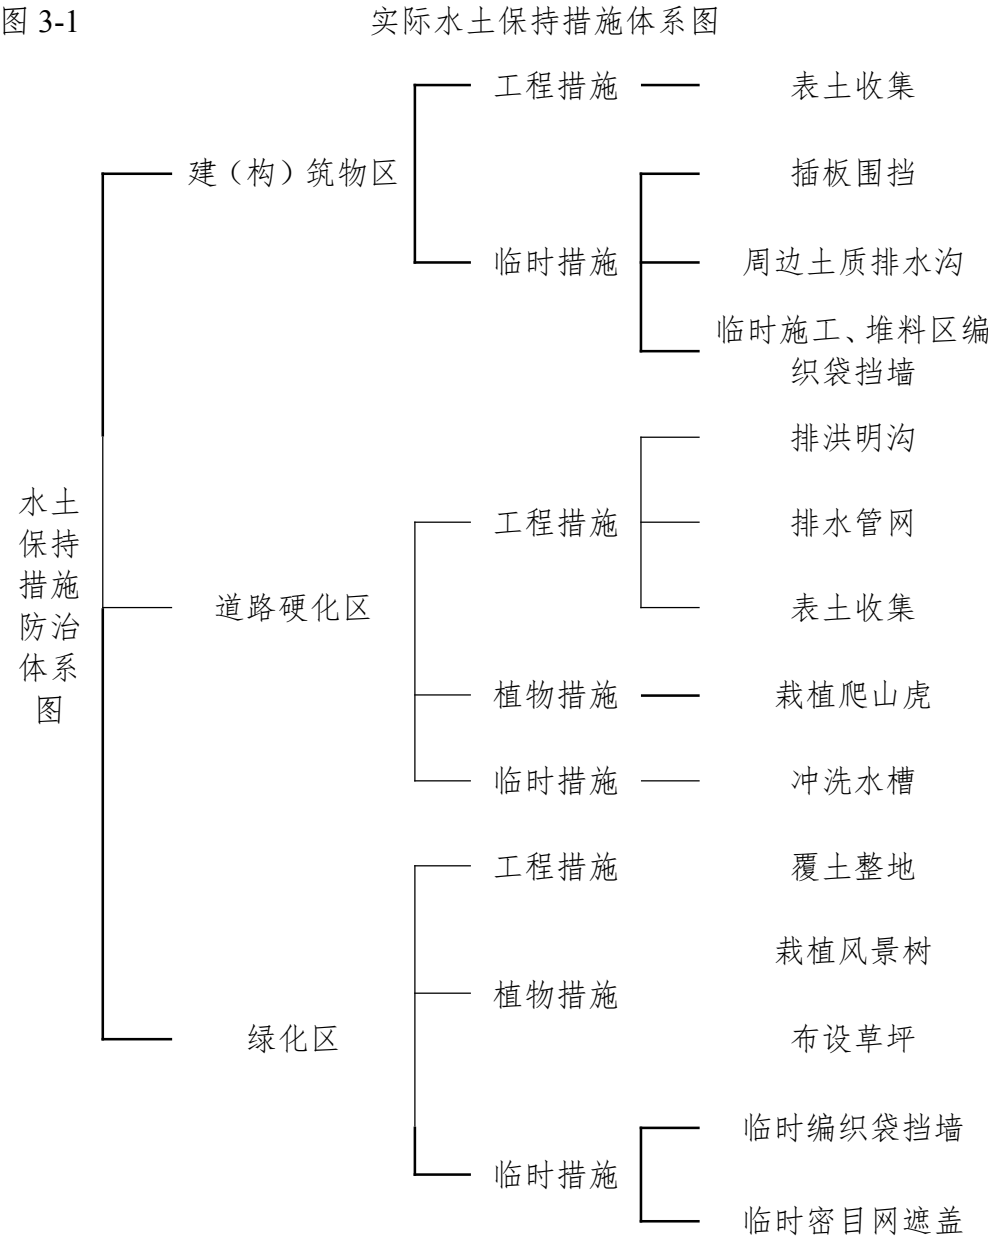 图 3-1 实际水土保持措施体系图
工程措施 表土收集
建（构）筑物区 插板围挡
临时措施 周边土质排水沟
临时施工、堆料区编
织袋挡墙
排洪明沟
水土
保持
措施
防治
体系
图
工程措施 排水管网
道路硬化区 表土收集
植物措施 栽植爬山虎
临时措施 冲洗水槽
工程措施 覆土整地
栽植风景树
植物措施
绿化区 布设草坪
临时编织袋挡墙
临时措施
临时密目网遮盖